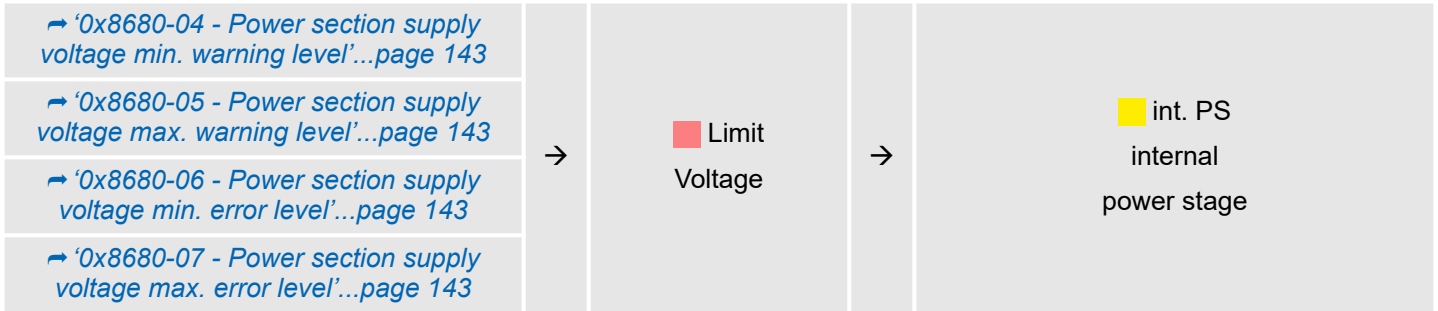 ➦ ‘0x8680-04 - Power section supply
voltage min. warning level’...page 143
➦ ‘0x8680-05 - Power section supply
voltage max. warning level’...page 143
➦ ‘0x8680-06 - Power section supply
voltage min. error level’...page 143
➦ ‘0x8680-07 - Power section supply
voltage max. error level’...page 143
→
Limit
Voltage
→
int. PS
internal
power stage